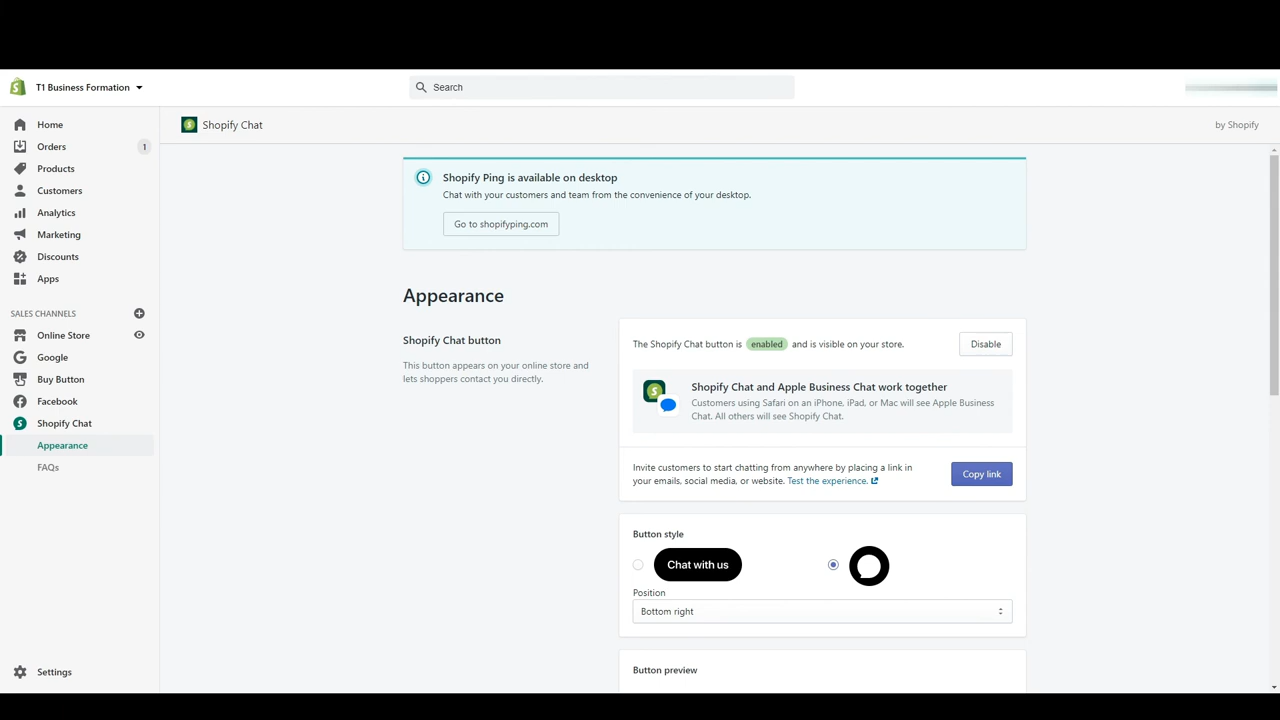 T1 Business Formation
Search
Home
Orders
1
Products
Customers
Analytics
Marketing
Discounts
Apps
SALES CHANNELS
Online Store
Google
Buy Button
Facebook
Shopify Chat
Appearance
FAQs
Settings
Shopify Chat
by Shopify
Shopify Ping is available on desktop
Chat with your customers and team from the convenience of your desktop.
Go to shopifyping.com
Appearance
Shopify Chat button
This button appears on your online store and
lets shoppers contact you directly.
The Shopify Chat button is enabled and is visible on your store.
Disable
Shopify Chat and Apple Business Chat work together
Customers using Safari on an iPhone, iPad, or Mac will see Apple Business
Chat. All others will see Shopify Chat.
Invite customers to start chatting from anywhere by placing a link in
your emails, social media, or website. Test the experience.
Copy link
Button style
Chat with us
Position
Bottom right
Button preview